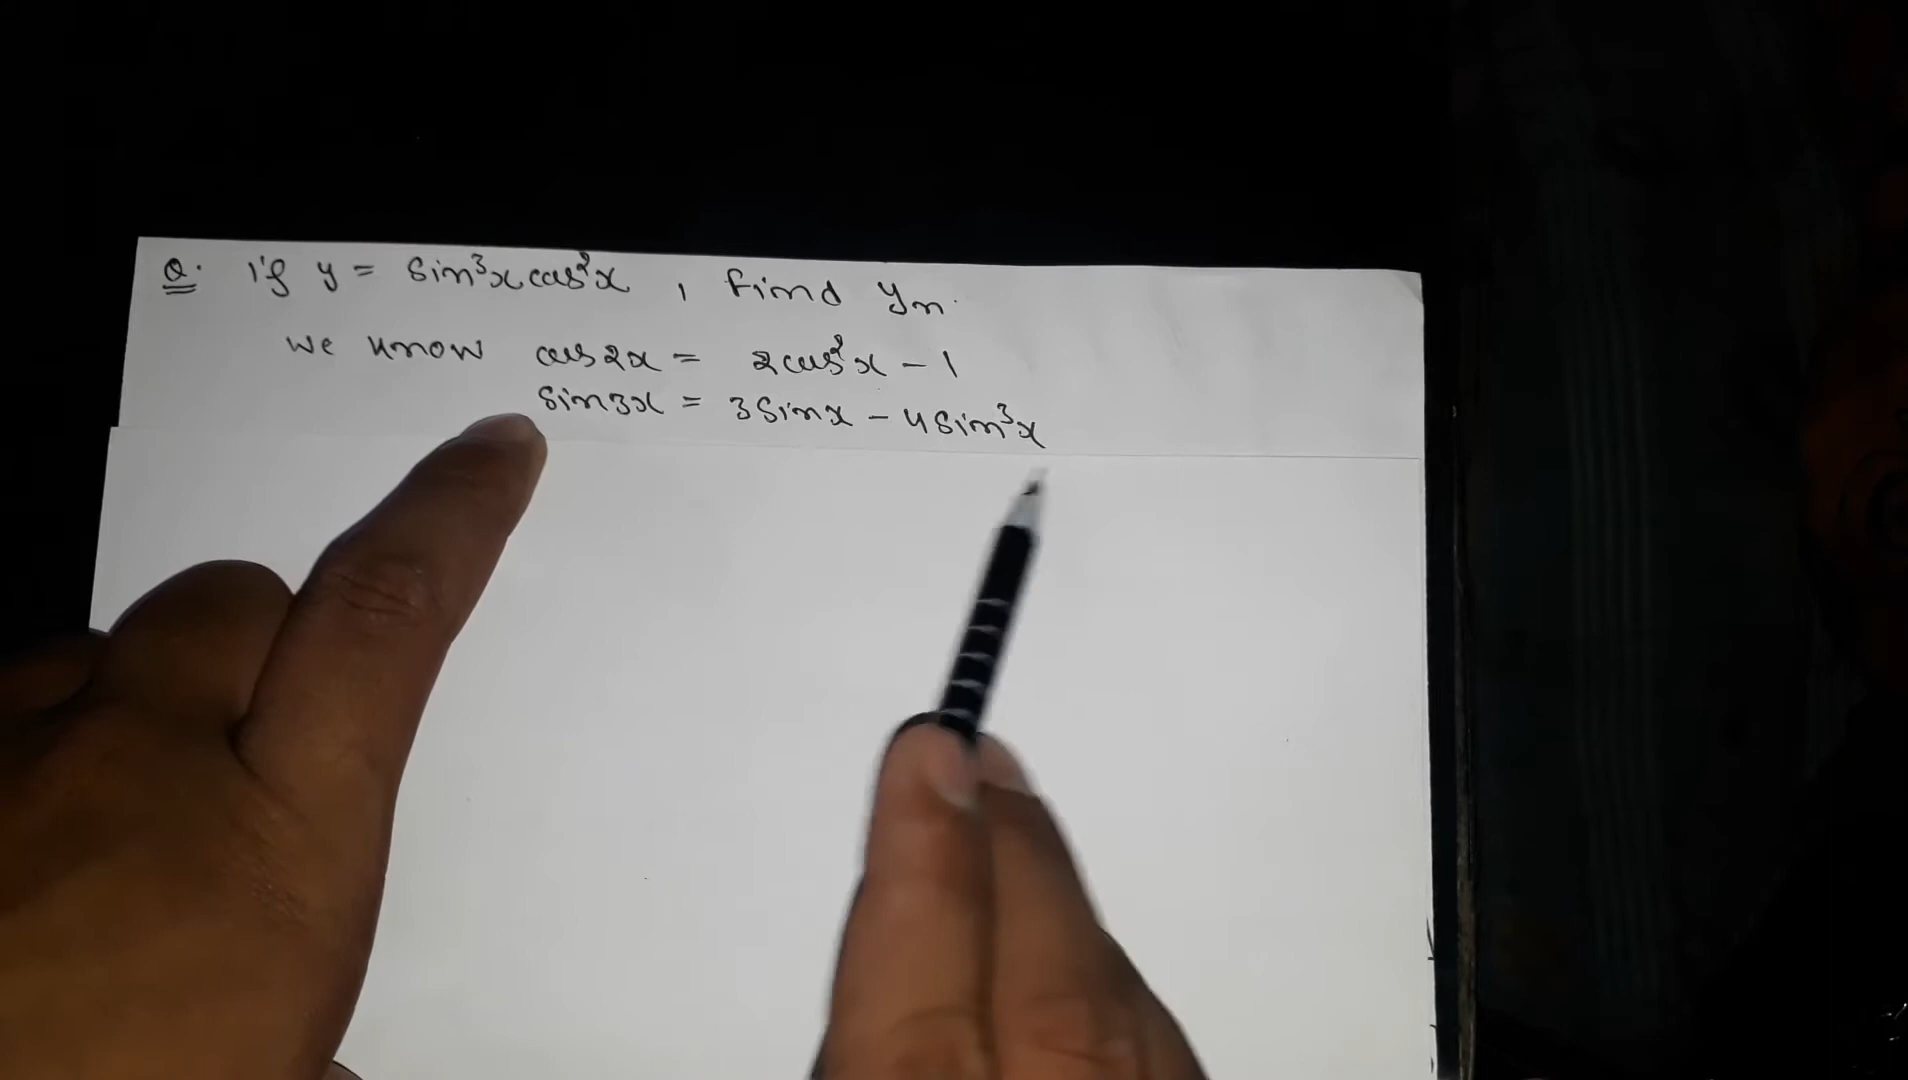 Q. If y = sin³x cos²x , find yn.
we know cos2x = 2cos²x - 1
sin3x = 3sinx - 4sin³x